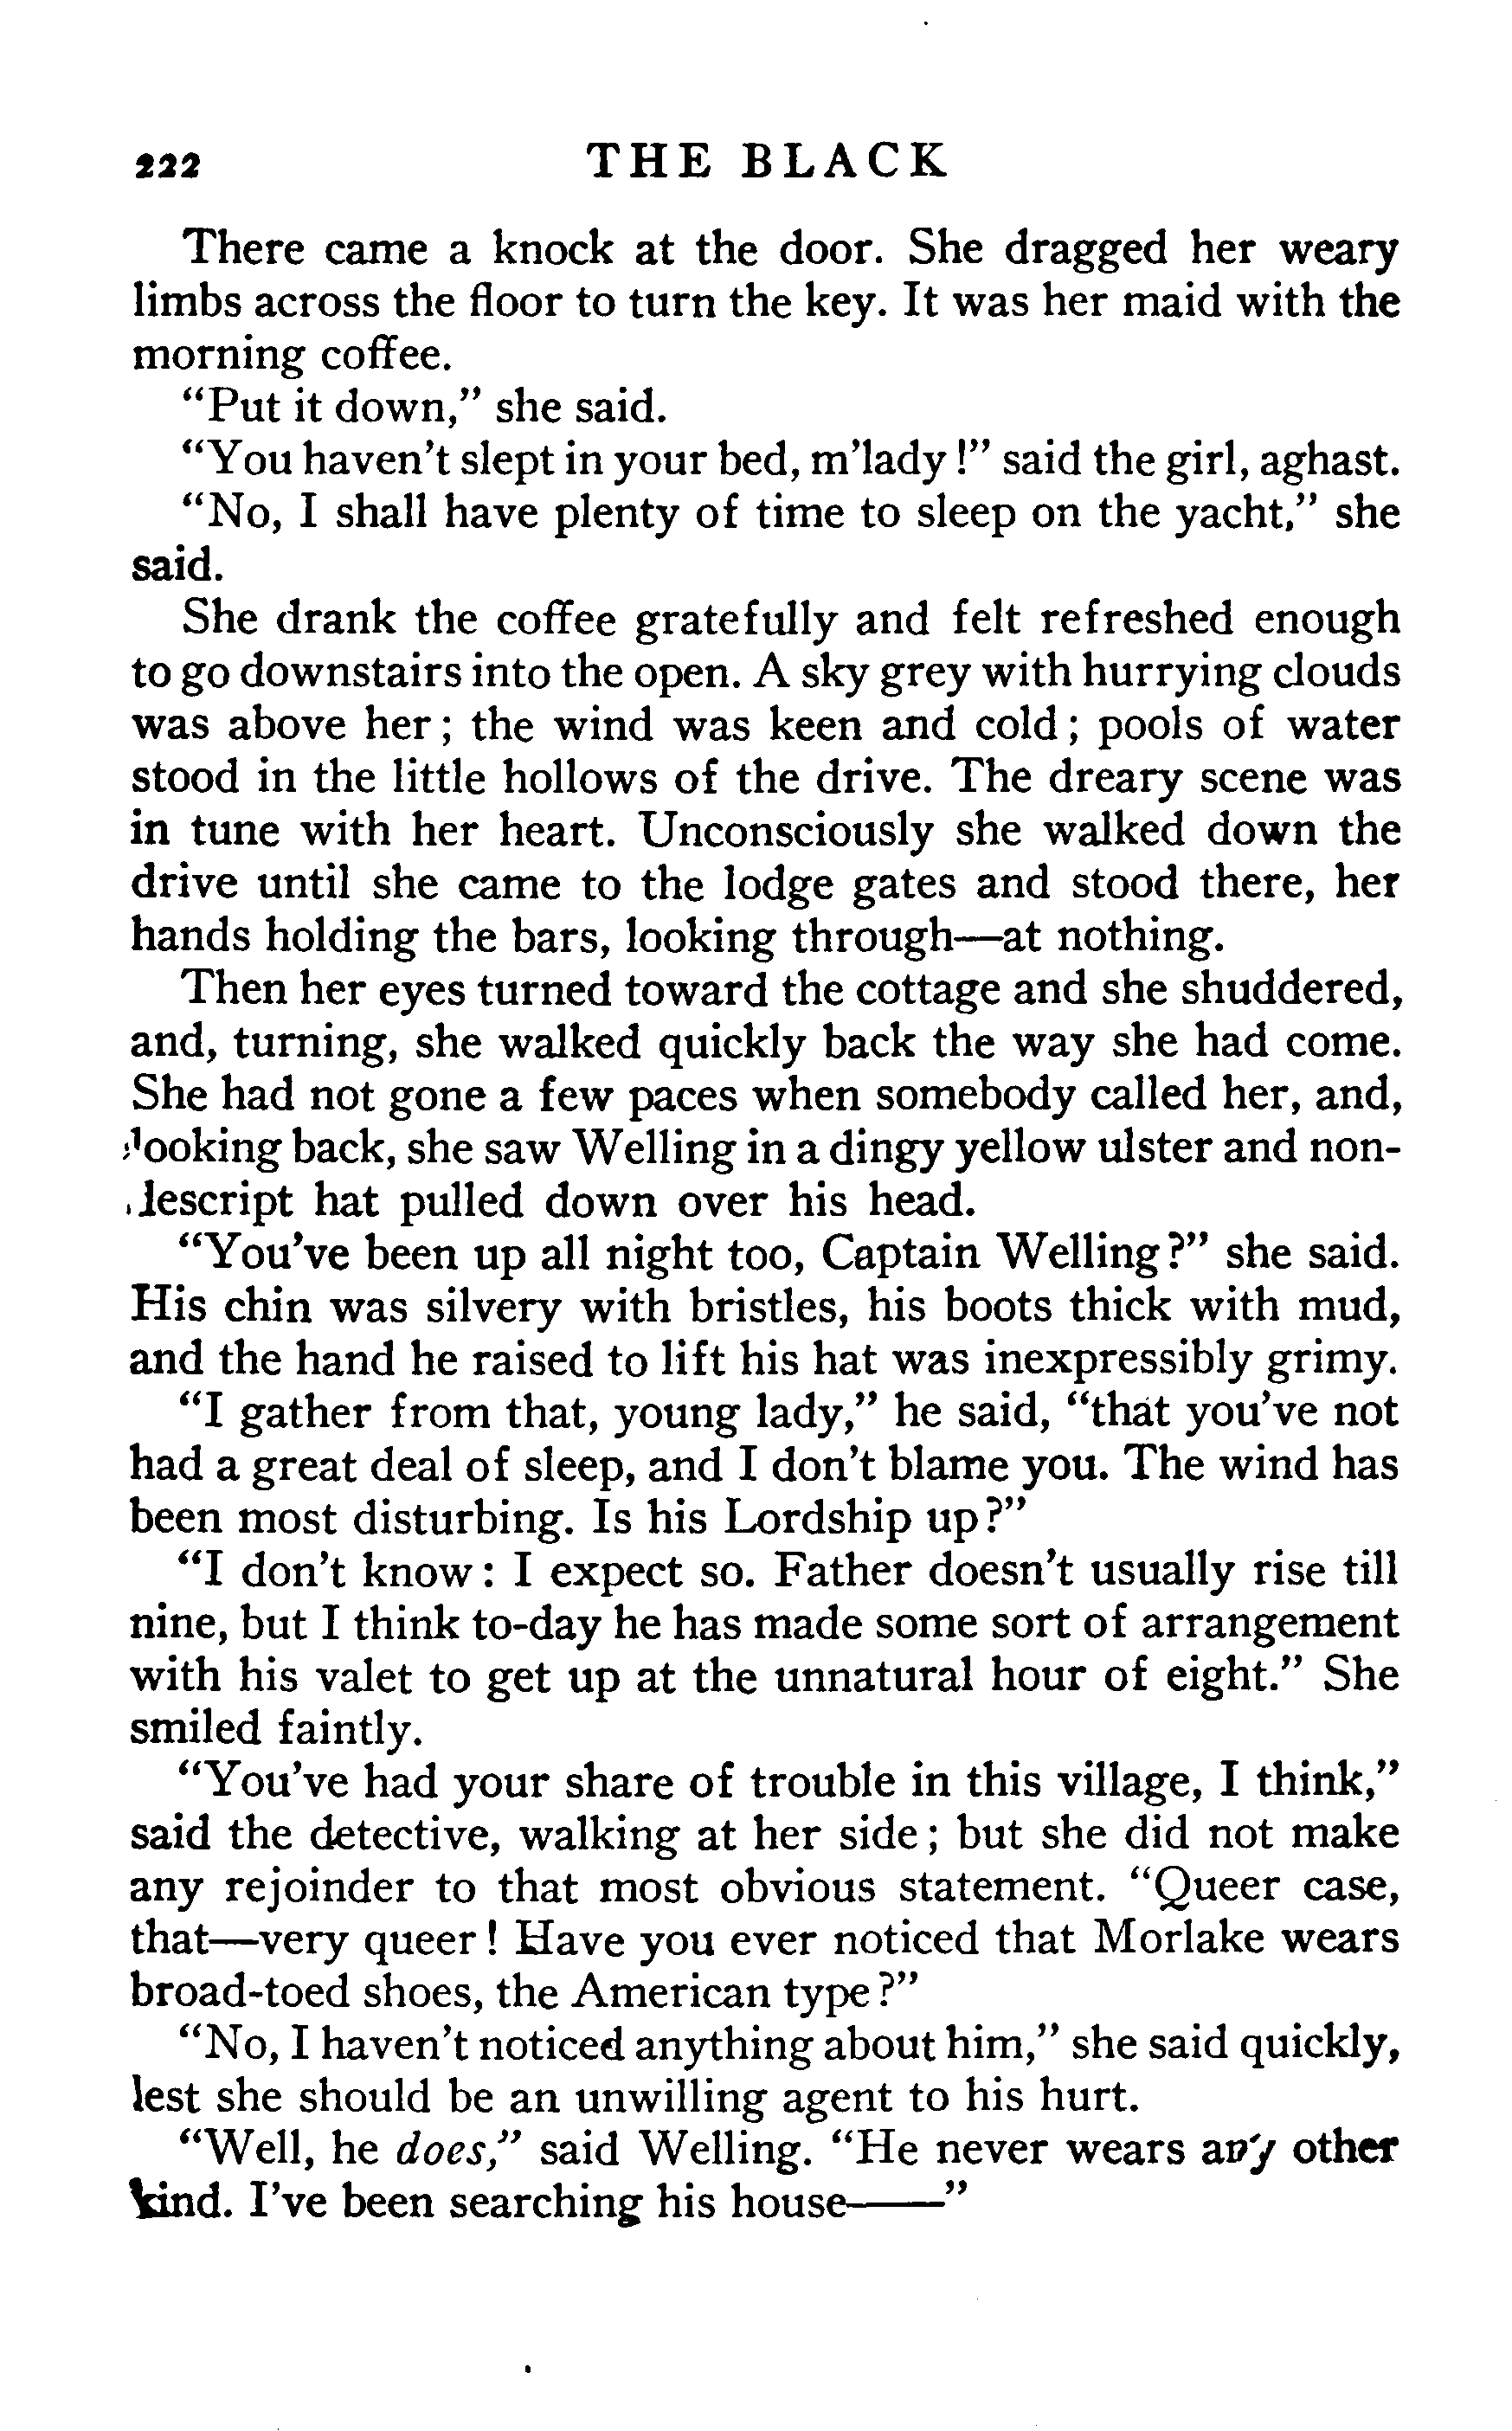 222 THE BLACK
There came a knock at the door. She dragged her weary
limbs across the floor to turn the key. It was her maid with the
morning coffee.
"Put it down," she said.
"You haven't slept in your bed, m'lady!" said the girl, aghast.
"No, I shall have plenty of time to sleep on the yacht," she
said.
She drank the coffee gratefully and felt refreshed enough
to go downstairs into the open. A sky grey with hurrying clouds
was above her; the wind was keen and cold; pools of water
stood in the little hollows of the drive. The dreary scene was
in tune with her heart. Unconsciously she walked down the
drive until she came to the lodge gates and stood there, her
hands holding the bars, looking through—at nothing.
Then her eyes turned toward the cottage and she shuddered,
and, turning, she walked quickly back the way she had come.
She had not gone a few paces when somebody called her, and,
looking back, she saw Welling in a dingy yellow ulster and non-
descript hat pulled down over his head.
"You've been up all night too, Captain Welling?" she said.
His chin was silvery with bristles, his boots thick with mud,
and the hand he raised to lift his hat was inexpressibly grimy.
"I gather from that, young lady," he said, "that you've not
had a great deal of sleep, and I don't blame you. The wind has
been most disturbing. Is his Lordship up?"
"I don't know: I expect so. Father doesn't usually rise till
nine, but I think to-day he has made some sort of arrangement
with his valet to get up at the unnatural hour of eight." She
smiled faintly.
"You've had your share of trouble in this village, I think,"
said the detective, walking at her side; but she did not make
any rejoinder to that most obvious statement. "Queer case,
that—very queer! Have you ever noticed that Morlake wears
broad-toed shoes, the American type?"
"No, I haven't noticed anything about him," she said quickly,
lest she should be an unwilling agent to his hurt.
"Well, he does," said Welling. "He never wears any other
kind. I've been searching his house——"